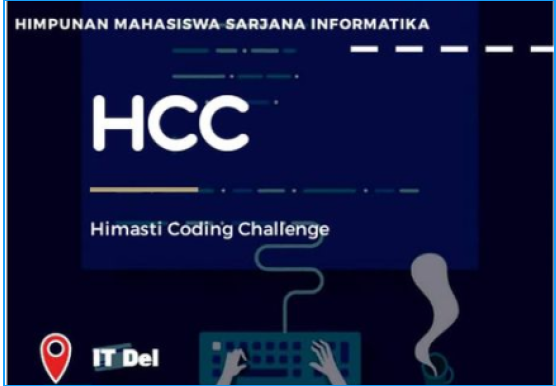 HIMPUNAN MAHASISWA SARJANA INFORMATIKA
HCC
Himasti Coding Challenge
IT Del